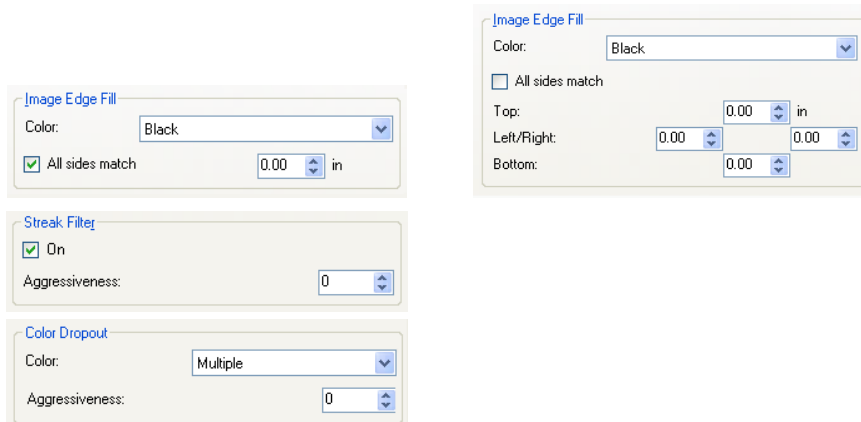 Image Edge Fill
Color: Black
All sides match 0.00 in
Streak Filter
On
Aggressiveness: 0
Color Dropout
Color: Multiple
Aggressiveness: 0
Image Edge Fill
Color: Black
All sides match
Top: 0.00 in
Left/Right: 0.00 0.00
Bottom: 0.00